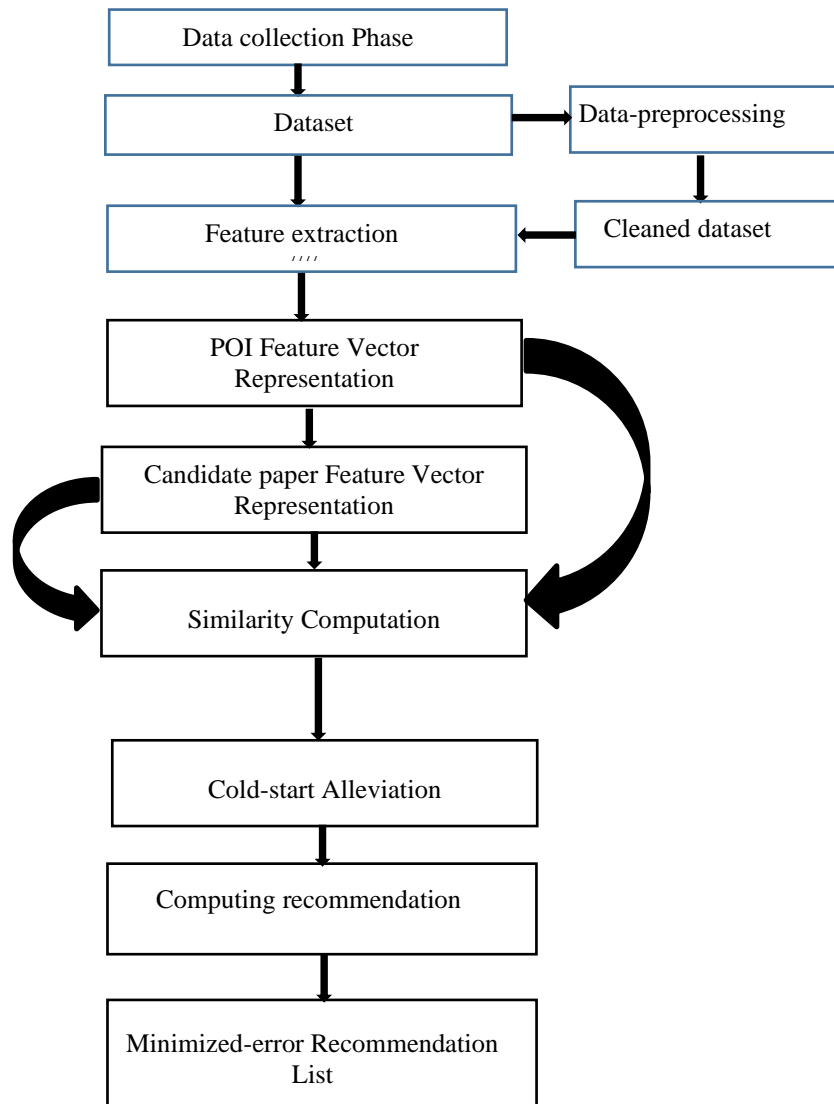 Data collection Phase
Dataset
Data-preprocessing
Feature extraction
Cleaned dataset
POI Feature Vector
Representation
Candidate paper Feature Vector
Representation
Similarity Computation
Cold-start Alleviation
Computing recommendation
Minimized-error Recommendation
List